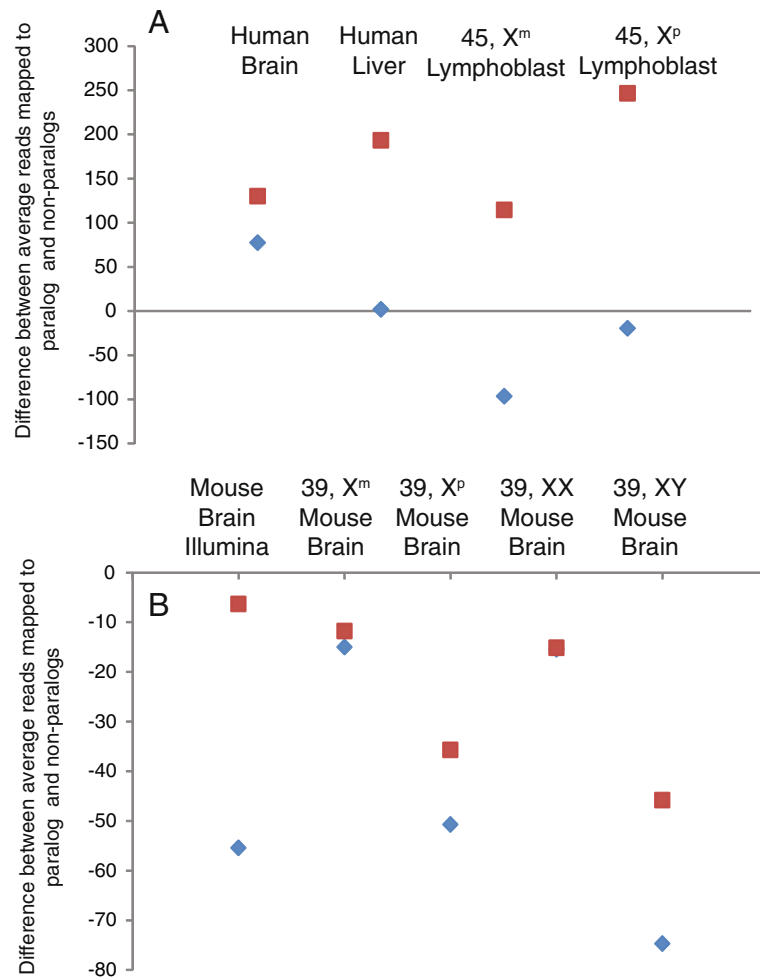 A
Human
Brain
Human
Liver
45, Xᵐ
Lymphoblast
45, Xᵖ
Lymphoblast
Difference between average reads mapped to
paralog and non-paralogs
300
250
200
150
100
50
0
-50
-100
-150
B
Mouse
Brain
Illumina
39, Xᵐ
Mouse
Brain
39, Xᵖ
Mouse
Brain
39, XX
Mouse
Brain
39, XY
Mouse
Brain
Difference between average reads mapped to
paralog and non-paralogs
0
-10
-20
-30
-40
-50
-60
-70
-80